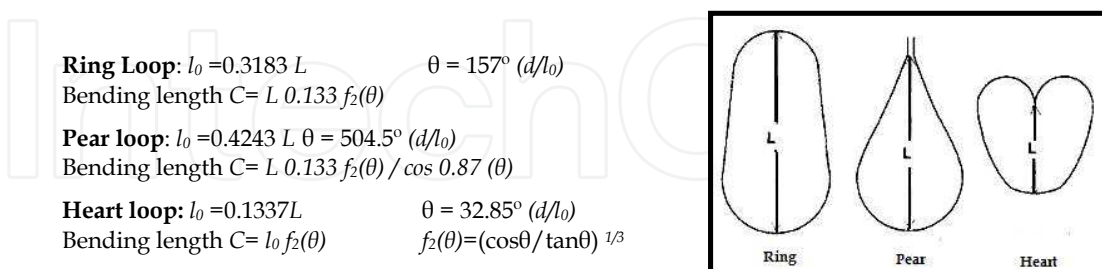 IntechO
Ring Loop: l₀ =0.3183 L θ = 157º (d/l₀)
Bending length C= L 0.133 f₂(θ)
Pear loop: l₀ =0.4243 L θ = 504.5º (d/l₀)
Bending length C= L 0.133 f₂(θ) / cos 0.87 (θ)
Heart loop: l₀ =0.1337L θ = 32.85º (d/l₀)
Bending length C= l₀ f₂(θ) f₂(θ)=(cosθ/tanθ) ¹/³
L L L
Ring Pear Heart